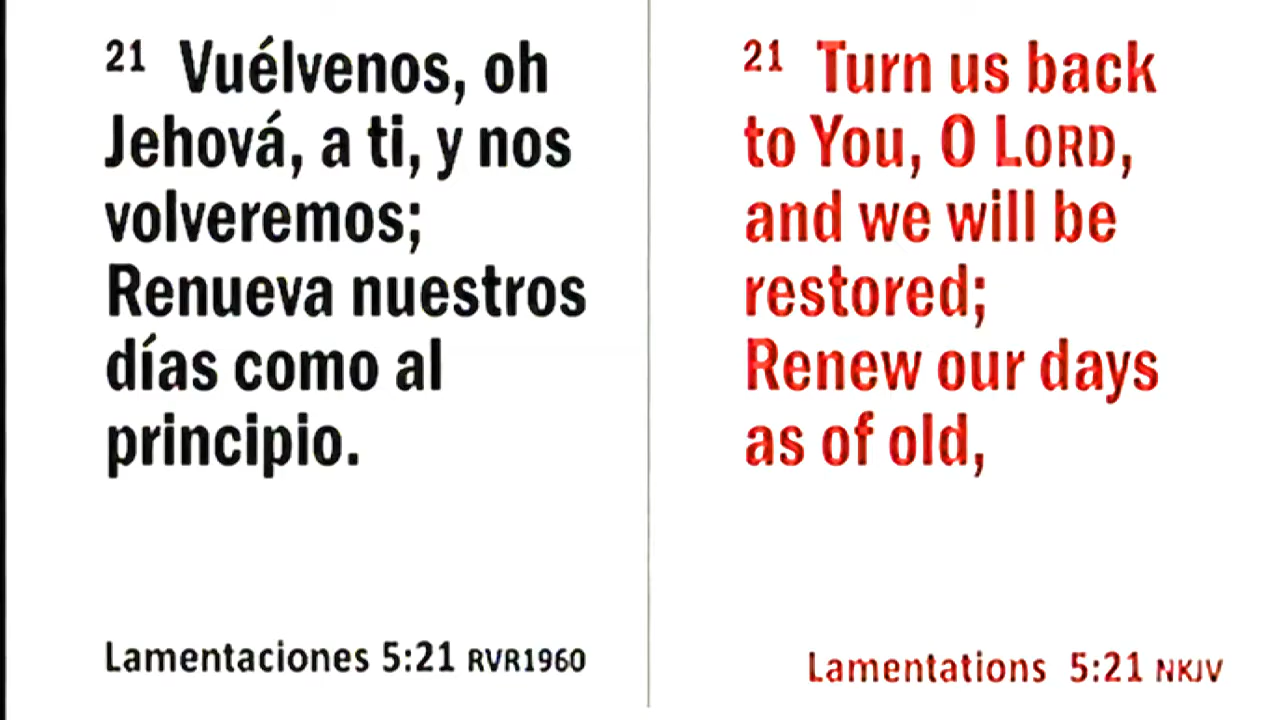 21 Vuélvenos, oh
Jehová, a ti, y nos
volveremos;
Renueva nuestros
días como al
principio.
Lamentaciones 5:21 RVR1960
21 Turn us back
to You, O LORD,
and we will be
restored;
Renew our days
as of old,
Lamentations 5:21 NKJV